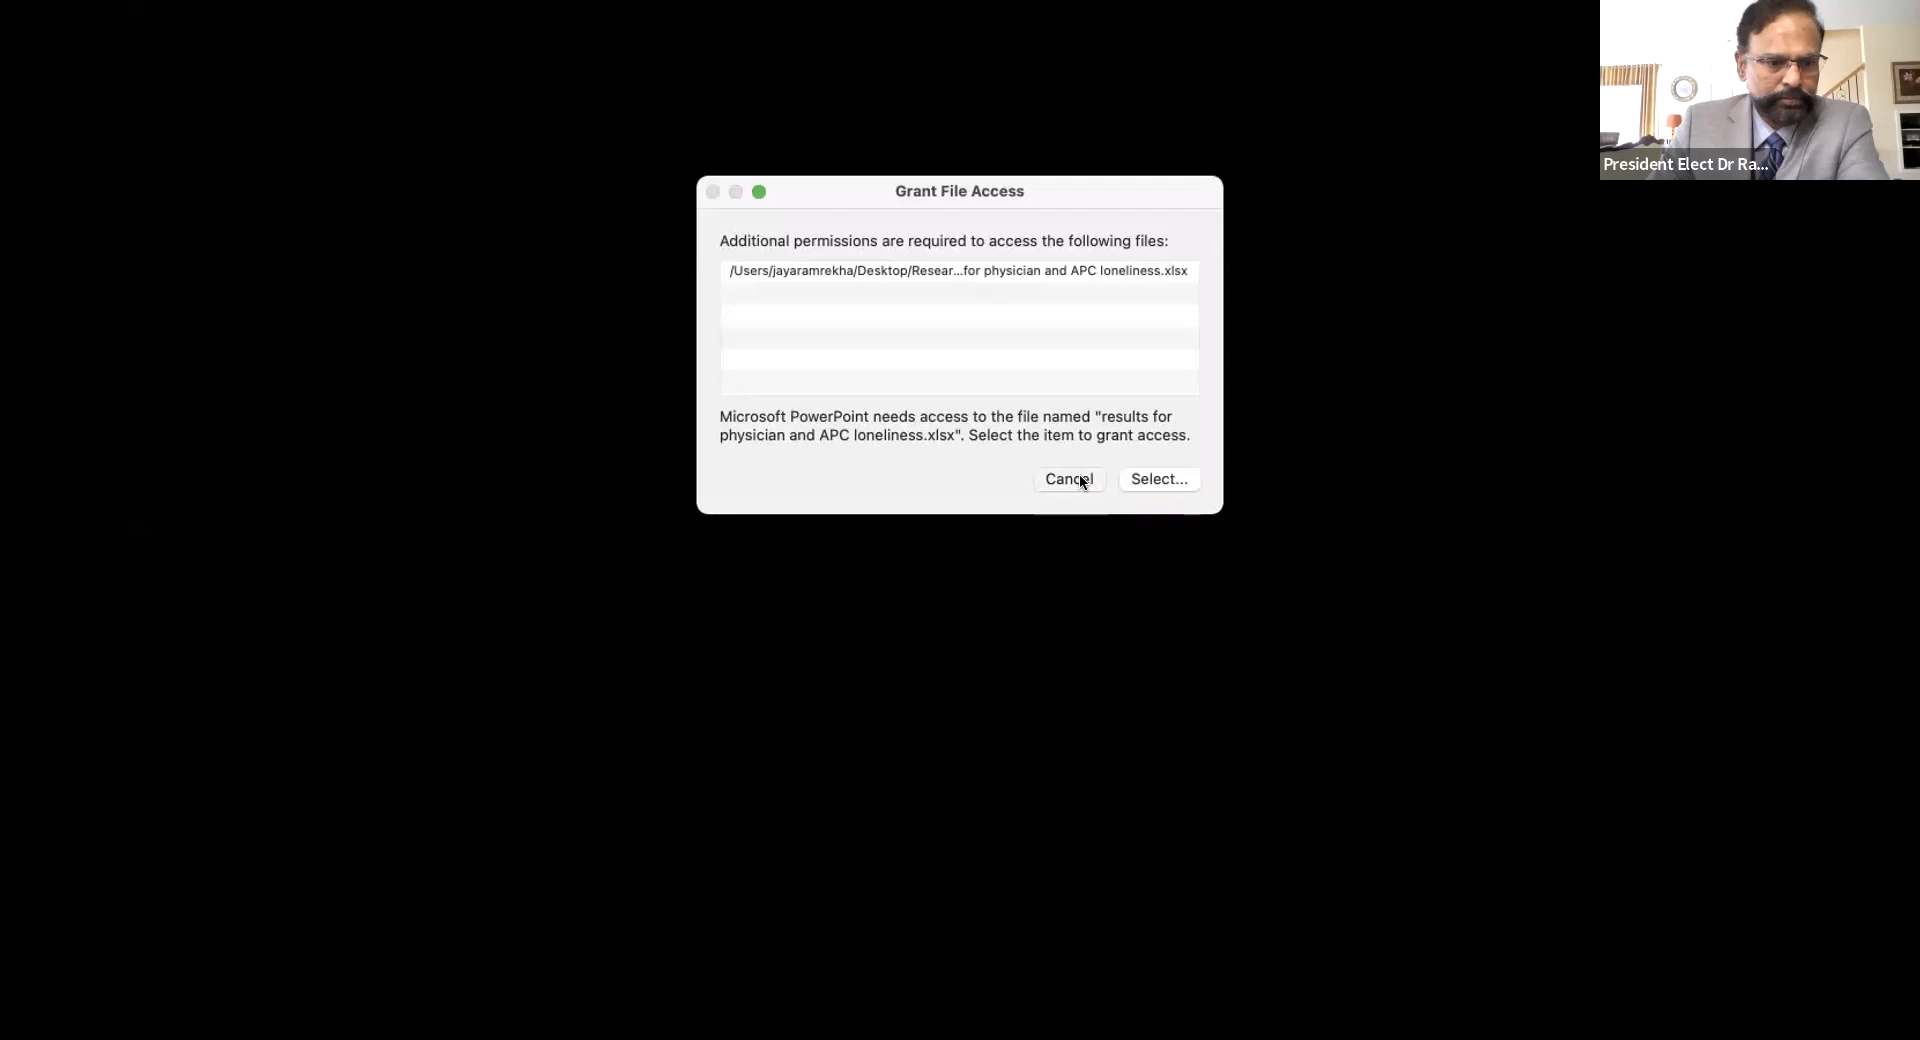 President Elect Dr Ra...
Grant File Access
Additional permissions are required to access the following files:
/Users/jayaramrekha/Desktop/Resear...for physician and APC loneliness.xlsx
Microsoft PowerPoint needs access to the file named "results for
physician and APC loneliness.xlsx". Select the item to grant access.
Cancel
Select...